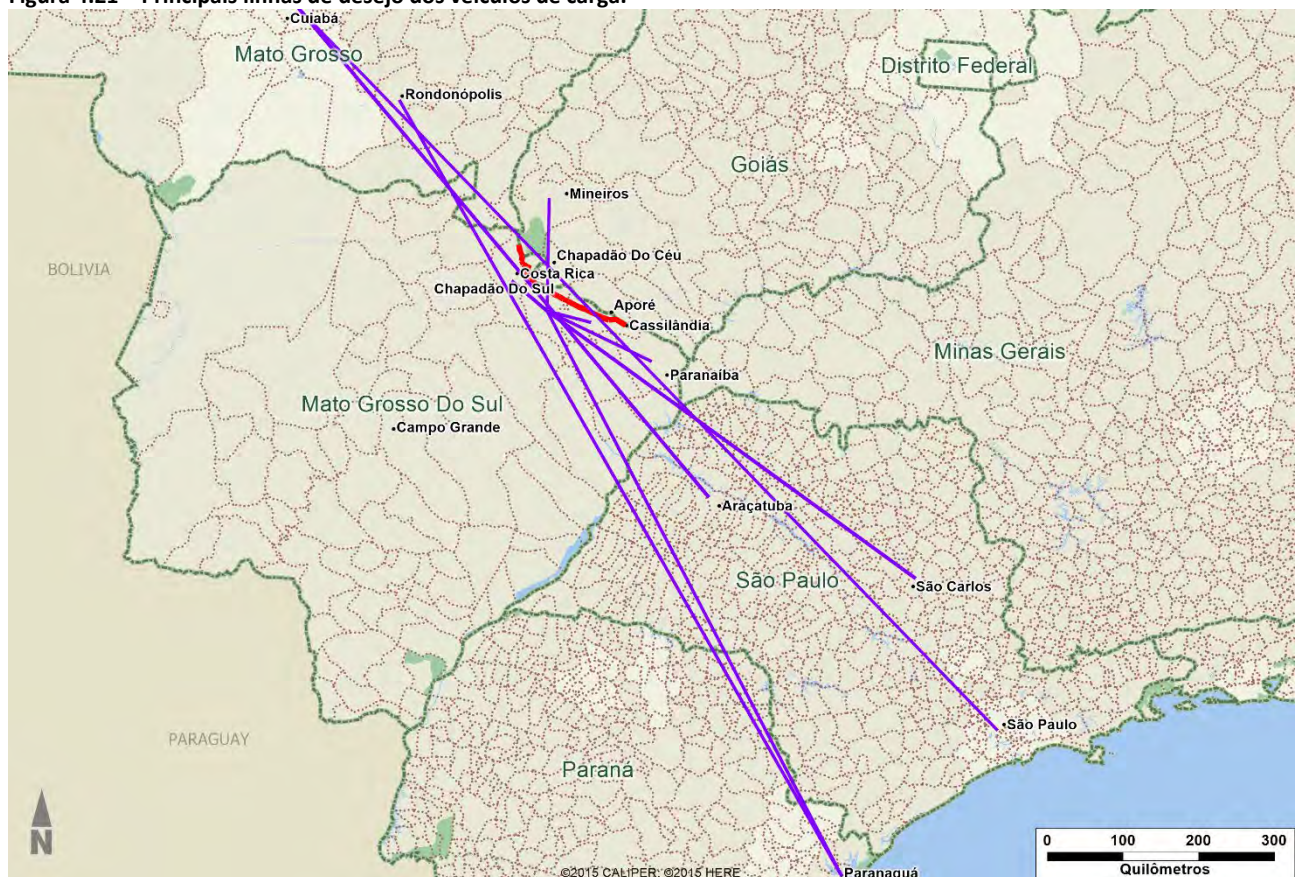 Figura 4.21 – Principais linhas de desejo dos veículos de carga.
Cuiabá
Mato Grosso
Distrito Federal
Rondonópolis
Goiás
Mineiros
BOLIVIA
Chapadão Do Céu
Costa Rica
Chapadão Do Sul
Aporé
Cassilândia
Minas Gerais
Paranaíba
Mato Grosso Do Sul
Campo Grande
Araçatuba
São Paulo
São Carlos
São Paulo
PARAGUAY
Paraná
N
0 100 200 300
Quilômetros
©2015 CALIPER; ©2015 HERE
Paranaguá